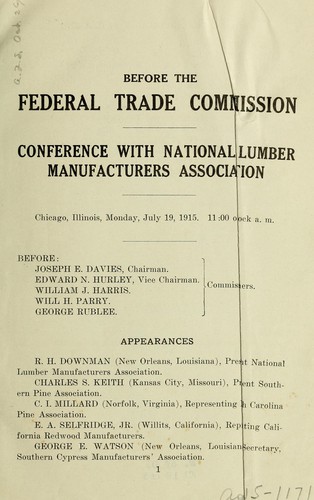 BEFORE THE
FEDERAL TRADE COMMISSION
CONFERENCE WITH NATIONAL LUMBER
MANUFACTURERS ASSOCIATION
Chicago, Illinois, Monday, July 19, 1915. 11:00 o'clock a. m.
BEFORE:
JOSEPH E. DAVIES, Chairman.
EDWARD N. HURLEY, Vice Chairman.
WILLIAM J. HARRIS. Commissioners.
WILL H. PARRY.
GEORGE RUBLEE.
APPEARANCES
R. H. DOWNMAN (New Orleans, Louisiana), National
Lumber Manufacturers Association.
CHARLES S. KEITH (Kansas City, Missouri), South-
ern Pine Association.
C. I. MILLARD (Norfolk, Virginia), Representing Carolina
Pine Association.
E. A. SELFRIDGE, JR. (Willits, California), Cali-
fornia Redwood Manufacturers.
GEORGE E. WATSON (New Orleans, Secretary,
Southern Cypress Manufacturers' Association.
1